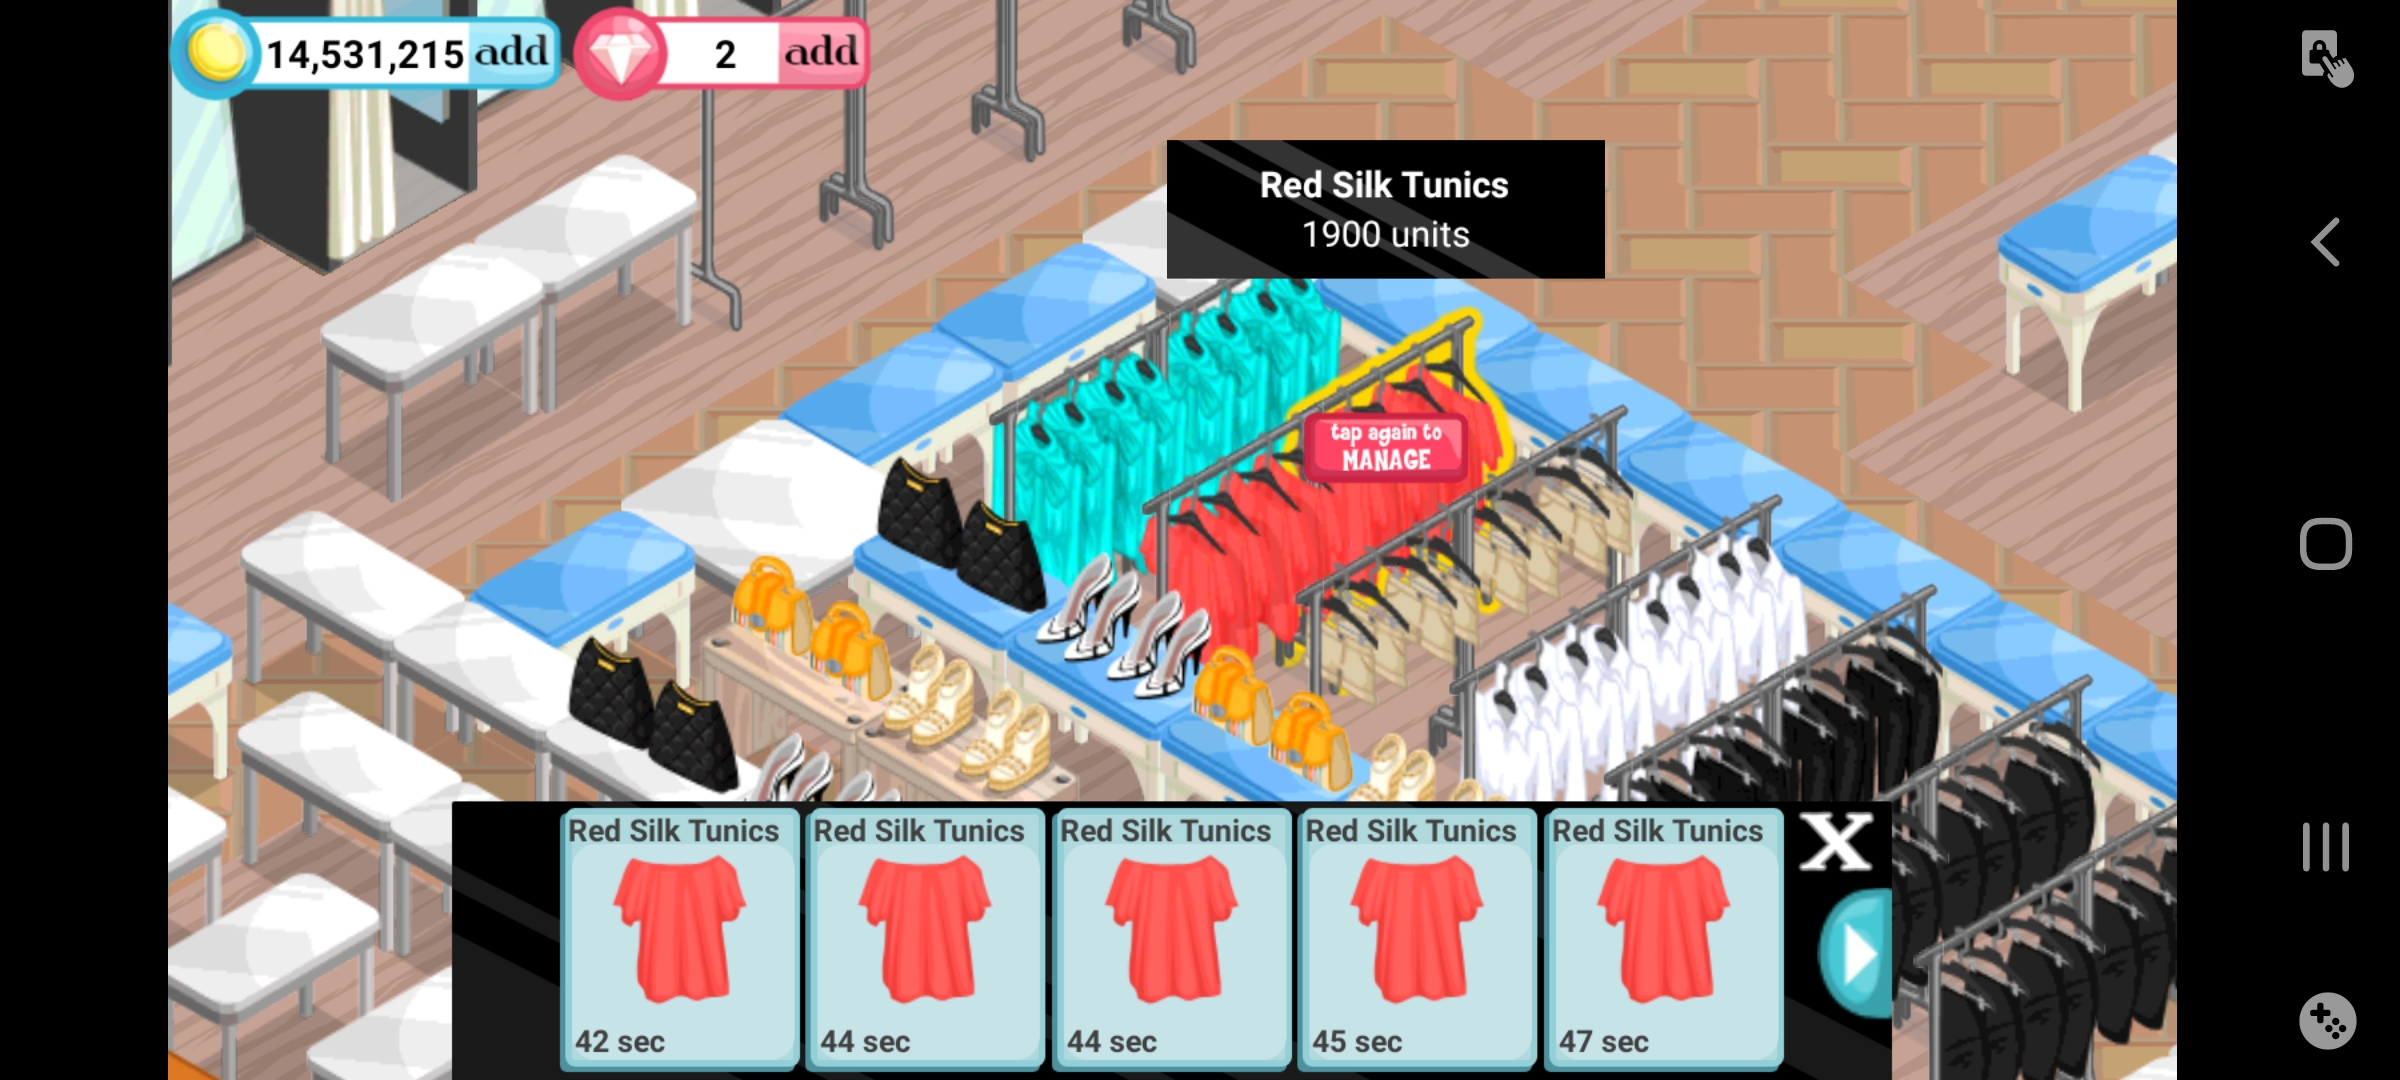 14,531,215 add
2 add
Red Silk Tunics
1900 units
tap again to
MANAGE
Red Silk Tunics
42 sec
Red Silk Tunics
44 sec
Red Silk Tunics
44 sec
Red Silk Tunics
45 sec
Red Silk Tunics
47 sec
X